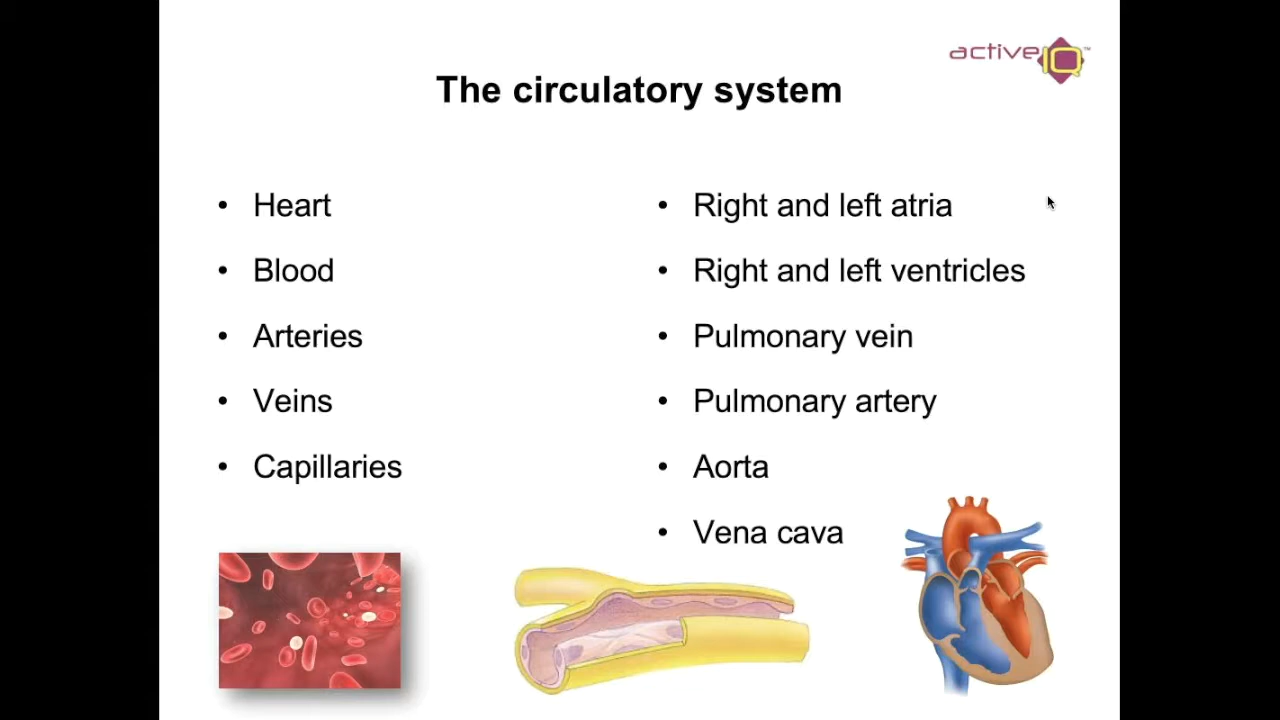 active IQ™
The circulatory system
• Heart
• Blood
• Arteries
• Veins
• Capillaries
• Right and left atria
• Right and left ventricles
• Pulmonary vein
• Pulmonary artery
• Aorta
• Vena cava